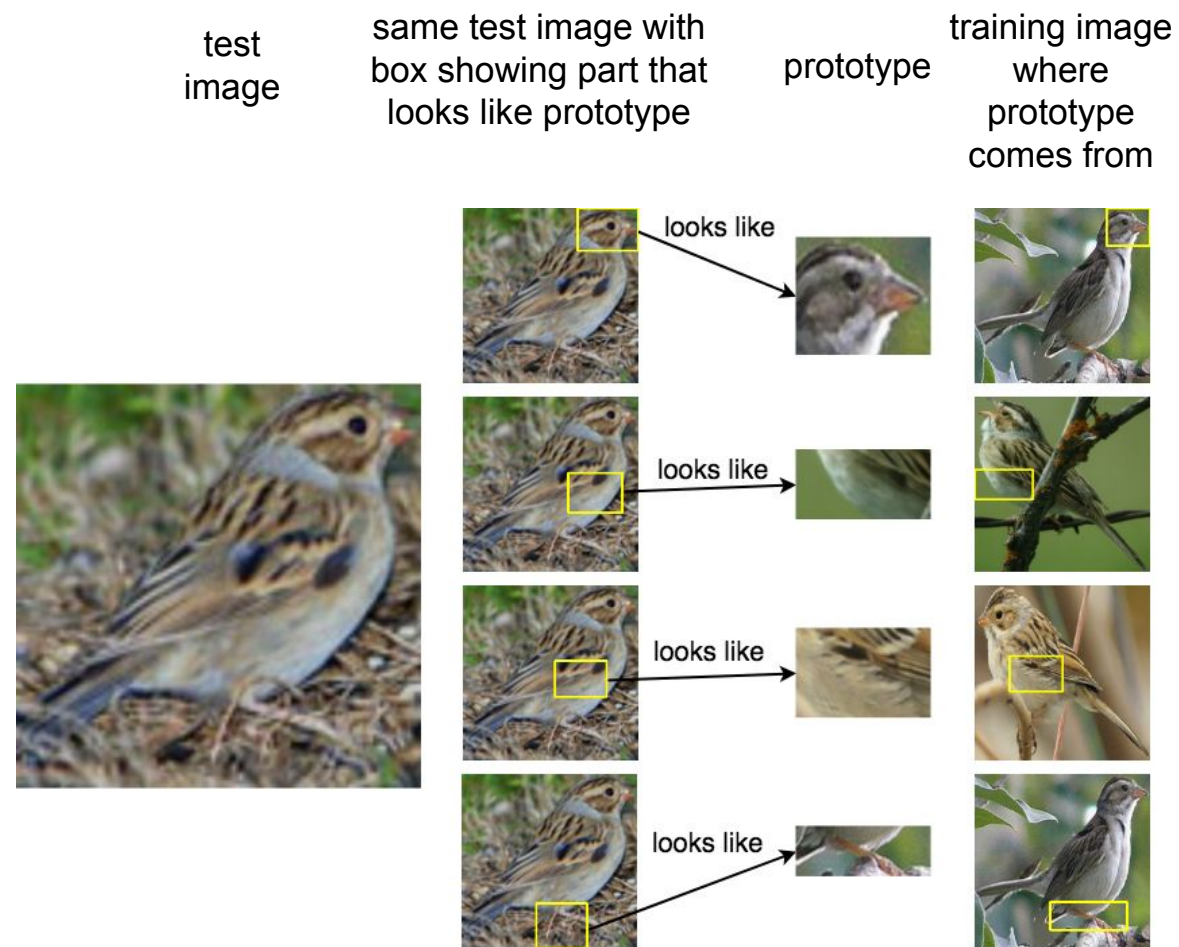 test
image
same test image with
box showing part that
looks like prototype
prototype
training image
where
prototype
comes from
looks like
looks like
looks like
looks like